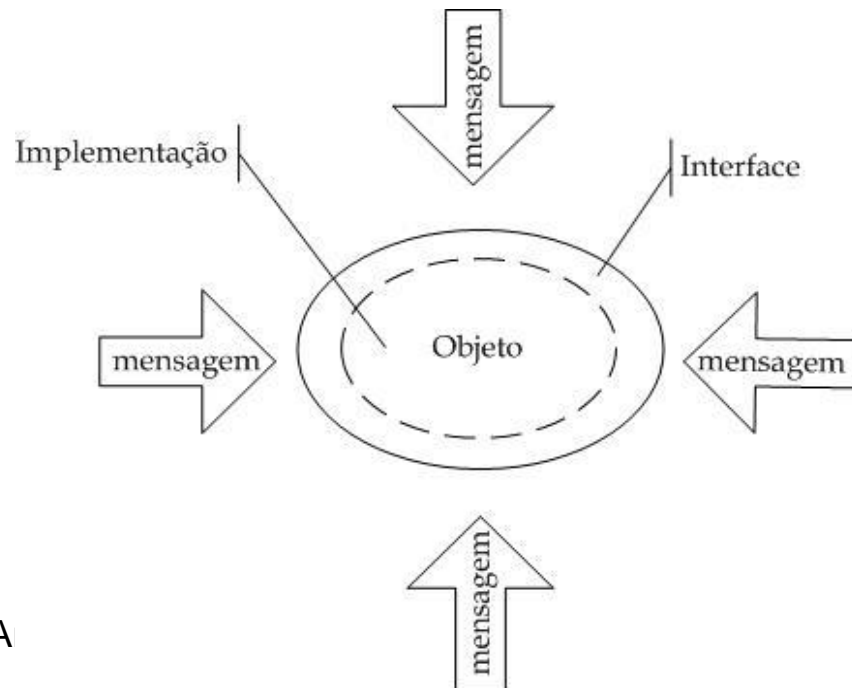 mensagem
Implementação
Interface
mensagem
Objeto
mensagem
mensagem
A